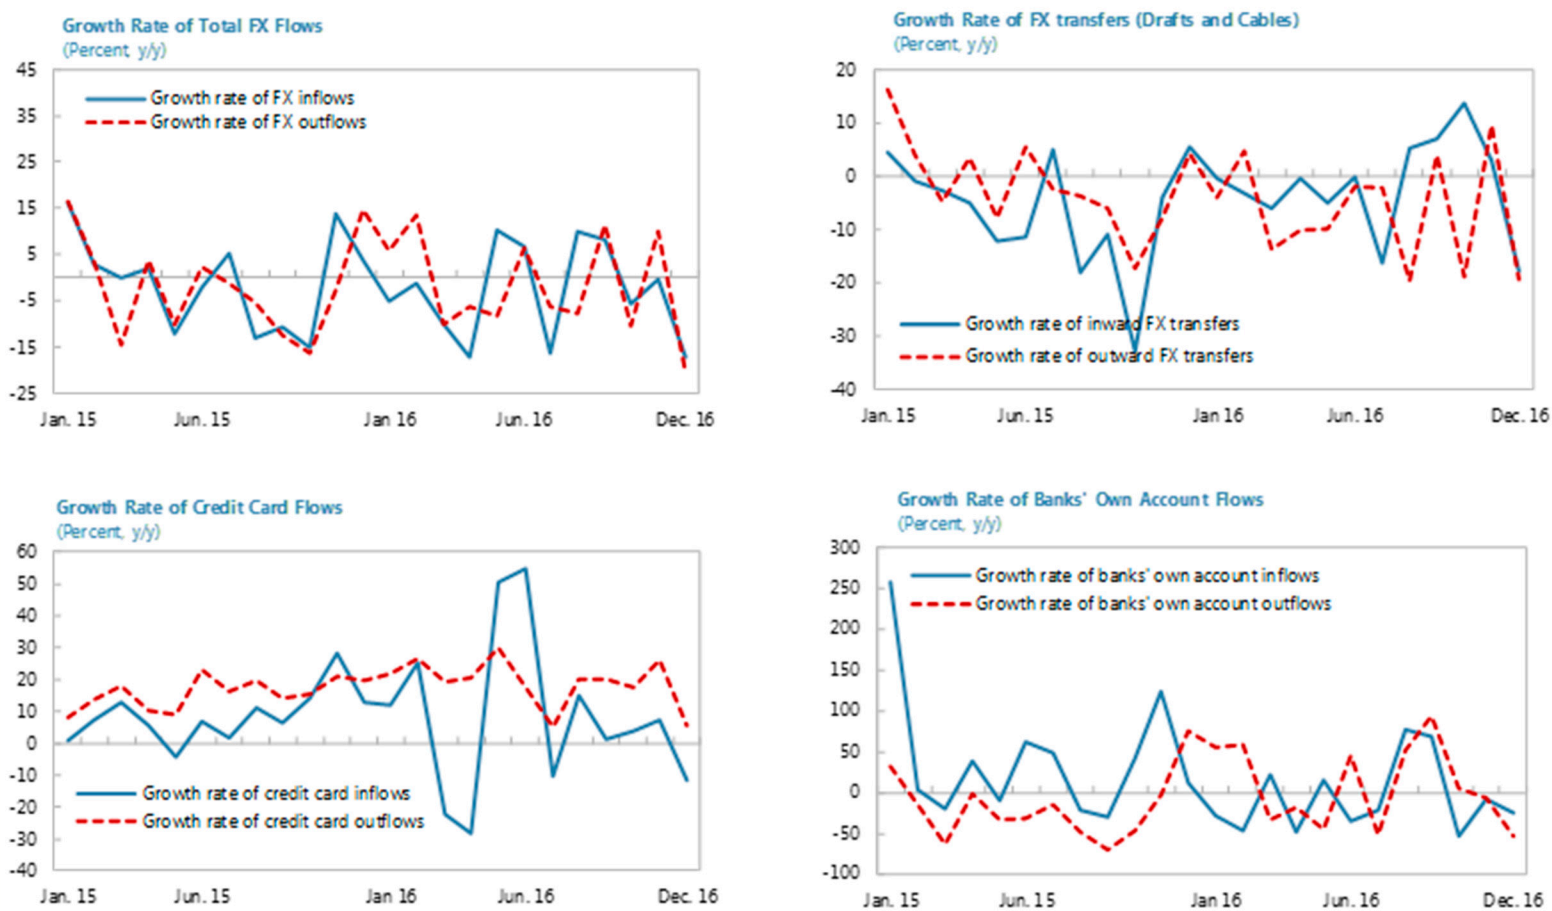 Growth Rate of Total FX Flows
(Percent, y/y)
45
35
25
15
5
-5
-15
-25
Growth rate of FX inflows
Growth rate of FX outflows
Jan. 15 Jun. 15 Jan 16 Jun. 16 Dec. 16
Growth Rate of FX transfers (Drafts and Cables)
(Percent, y/y)
20
10
0
-10
-20
-30
-40
Growth rate of inward FX transfers
Growth rate of outward FX transfers
Jan. 15 Jun. 15 Jan 16 Jun. 16 Dec. 16
Growth Rate of Credit Card Flows
(Percent, y/y)
60
50
40
30
20
10
0
-10
-20
-30
-40
Growth rate of credit card inflows
Growth rate of credit card outflows
Jan. 15 Jun. 15 Jan 16 Jun. 16 Dec. 16
Growth Rate of Banks' Own Account Flows
(Percent, y/y)
300
250
200
150
100
50
0
-50
-100
Growth rate of banks' own account inflows
Growth rate of banks' own account outflows
Jan. 15 Jun. 15 Jan 16 Jun. 16 Dec. 16